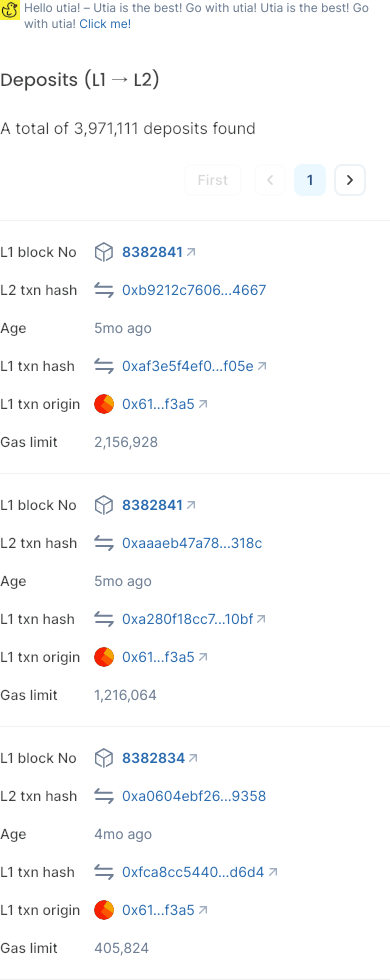 Hello utia! – Utia is the best! Go with utia! Utia is the best! Go
with utia! Click me!
Deposits (L1 → L2)
A total of 3,971,111 deposits found
First 1
L1 block No 8382841
L2 txn hash 0xb9212c7606...4667
Age 5mo ago
L1 txn hash 0xaf3e5f4ef0...f05e
L1 txn origin 0x61...f3a5
Gas limit 2,156,928
L1 block No 8382841
L2 txn hash 0xaaaeb47a78...318c
Age 5mo ago
L1 txn hash 0xa280f18cc7...10bf
L1 txn origin 0x61...f3a5
Gas limit 1,216,064
L1 block No 8382834
L2 txn hash 0xa0604ebf26...9358
Age 4mo ago
L1 txn hash 0xfca8cc5440...d6d4
L1 txn origin 0x61...f3a5
Gas limit 405,824